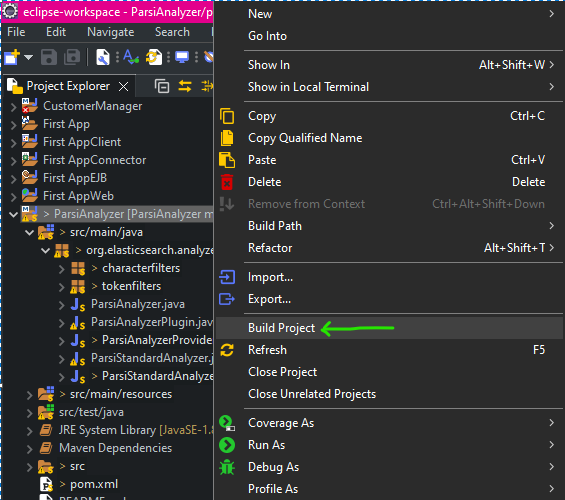 eclipse-workspace - ParsiAnalyzer/p
File Edit Navigate Search
Project Explorer
CustomerManager
First App
First AppClient
First AppConnector
First AppEJB
First AppWeb
> ParsiAnalyzer [ParsiAnalyzer m
> src/main/java
> org.elasticsearch.analyze
> characterfilters
> tokenfilters
ParsiAnalyzer.java
ParsiAnalyzerPlugin.java
> ParsiAnalyzerProvide
ParsiStandardAnalyzer.j
> ParsiStandardAnalyze
> src/main/resources
src/test/java
JRE System Library [JavaSE-1.8
Maven Dependencies
> src
> pom.xml
New
Go Into
Show In Alt+Shift+W
Show in Local Terminal
Copy Ctrl+C
Copy Qualified Name
Paste Ctrl+V
Delete Delete
Remove from Context Ctrl+Alt+Shift+Down
Build Path
Refactor Alt+Shift+T
Import...
Export...
Build Project
Refresh F5
Close Project
Close Unrelated Projects
Coverage As
Run As
Debug As
Profile As